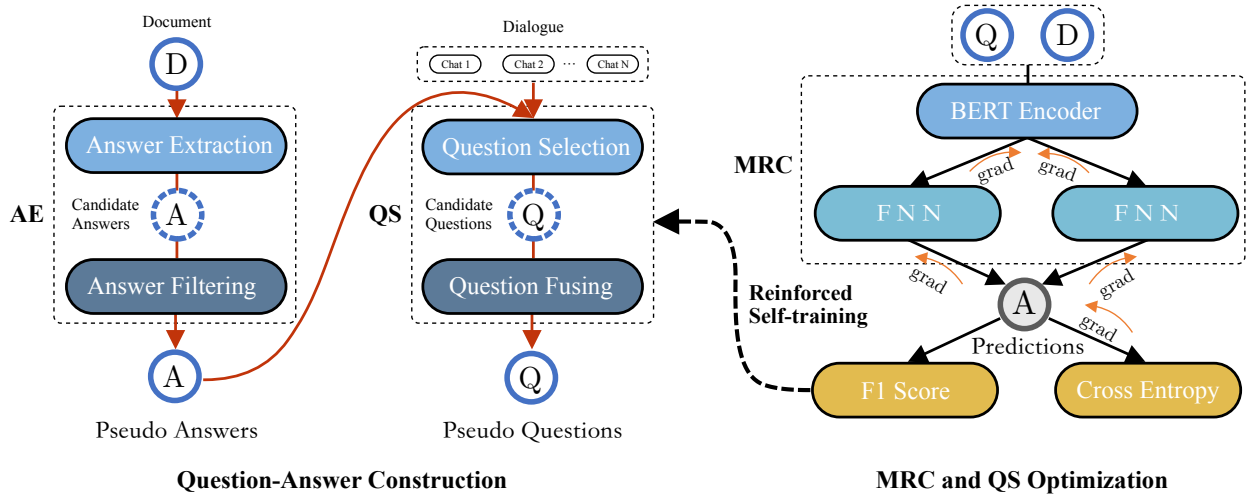 Document
D
Answer Extraction
AE
Candidate
Answers
A
Answer Filtering
A
Pseudo Answers
Dialogue
Chat 1
Chat 2
...
Chat N
Question Selection
QS
Candidate
Questions
Q
Question Fusing
Q
Pseudo Questions
Question-Answer Construction
Q
D
BERT Encoder
MRC
grad
grad
F N N
F N N
grad
grad
Reinforced
Self-training
A
grad
Predictions
F1 Score
Cross Entropy
MRC and QS Optimization